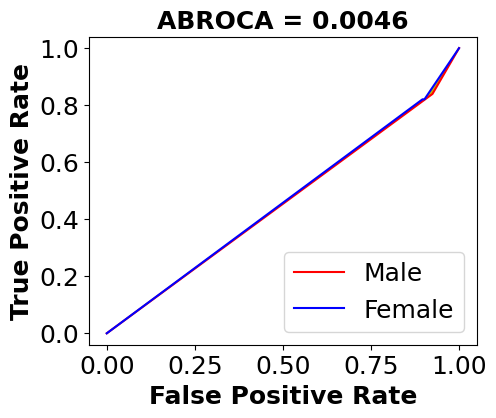 ABROCA = 0.0046
True Positive Rate
1.0
0.8
0.6
0.4
0.2
0.0
Male
Female
0.00 0.25 0.50 0.75 1.00
False Positive Rate